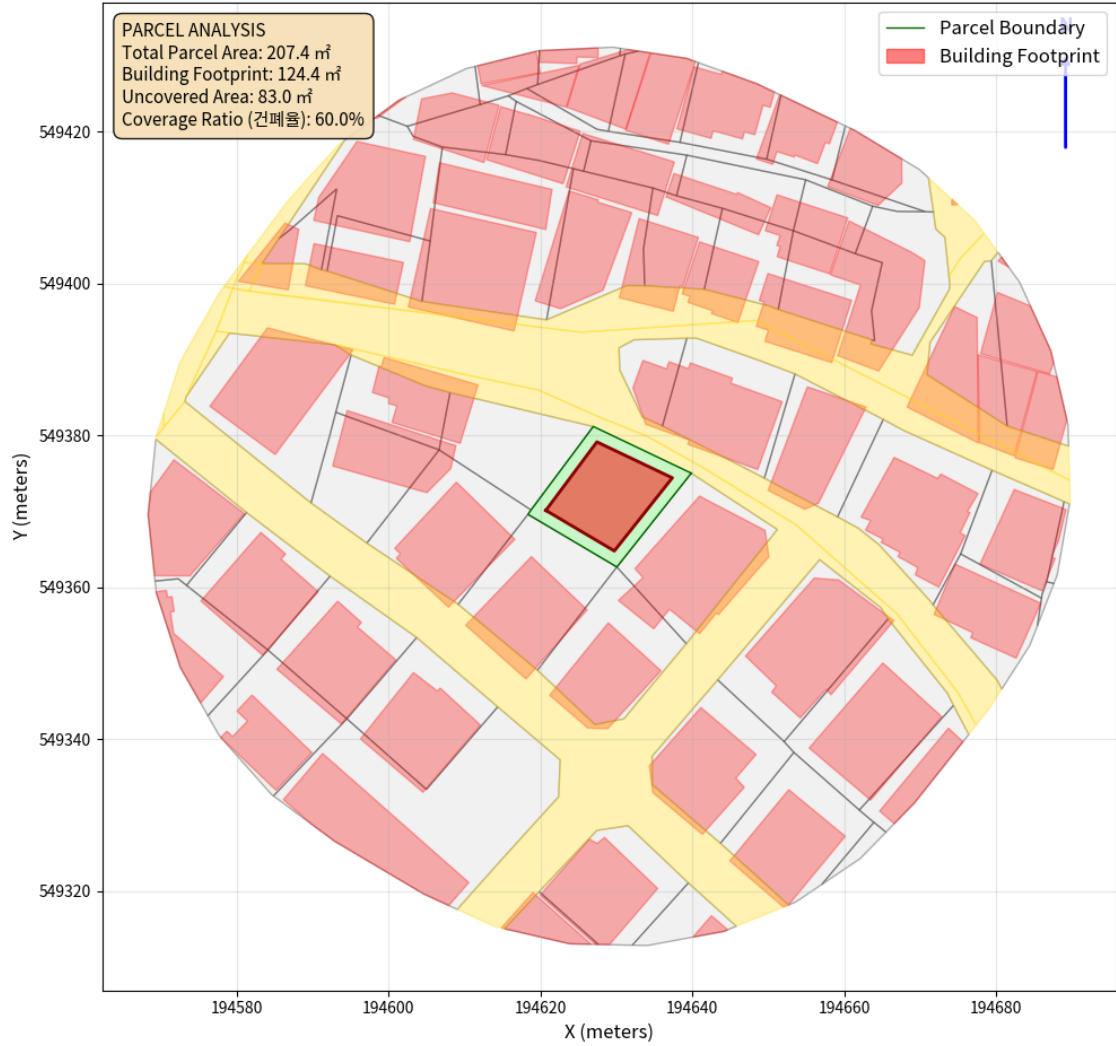 PARCEL ANALYSIS
Total Parcel Area: 207.4 ㎡
Building Footprint: 124.4 ㎡
Uncovered Area: 83.0 ㎡
Coverage Ratio (건폐율): 60.0%
Parcel Boundary
Building Footprint
N
549420
549400
549380
549360
549340
549320
Y (meters)
194580
194600
194620
194640
194660
194680
X (meters)